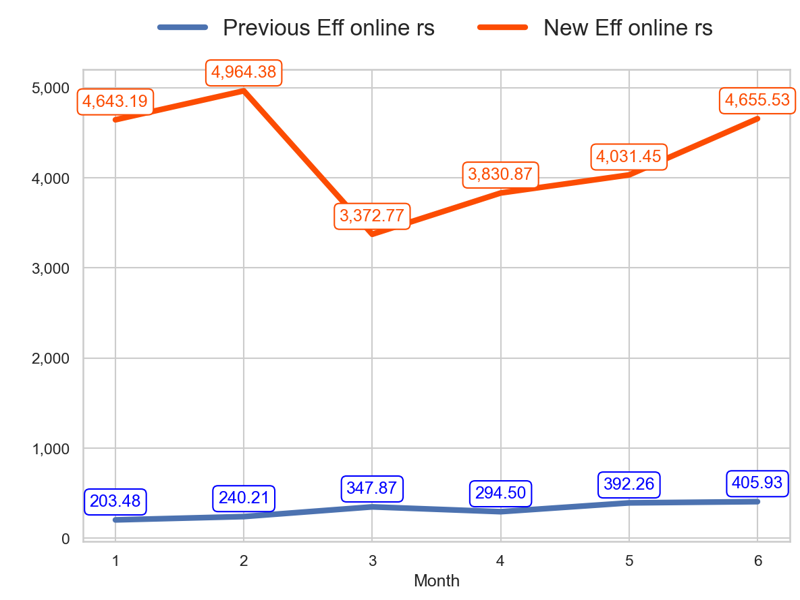 Previous Eff online rs New Eff online rs
5,000
4,643.19 4,964.38 4,655.53
4,000
3,372.77 3,830.87 4,031.45
3,000
2,000
1,000
203.48 240.21 347.87 294.50 392.26 405.93
0
1 2 3 4 5 6
Month